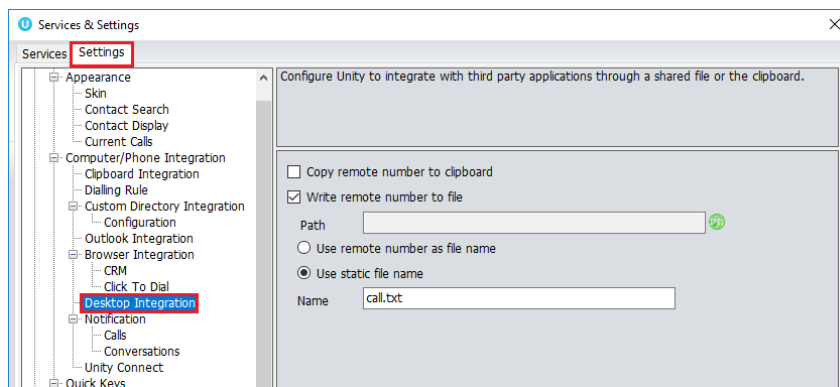 Services & Settings
Services Settings
Appearance
Skin
Contact Search
Contact Display
Current Calls
Computer/Phone Integration
Clipboard Integration
Dialling Rule
Custom Directory Integration
Configuration
Outlook Integration
Browser Integration
CRM
Click To Dial
Desktop Integration
Notification
Calls
Conversations
Unity Connect
Quick Keys
Configure Unity to integrate with third party applications through a shared file or the clipboard.
Copy remote number to clipboard
Write remote number to file
Path
Use remote number as file name
Use static file name
Name call.txt